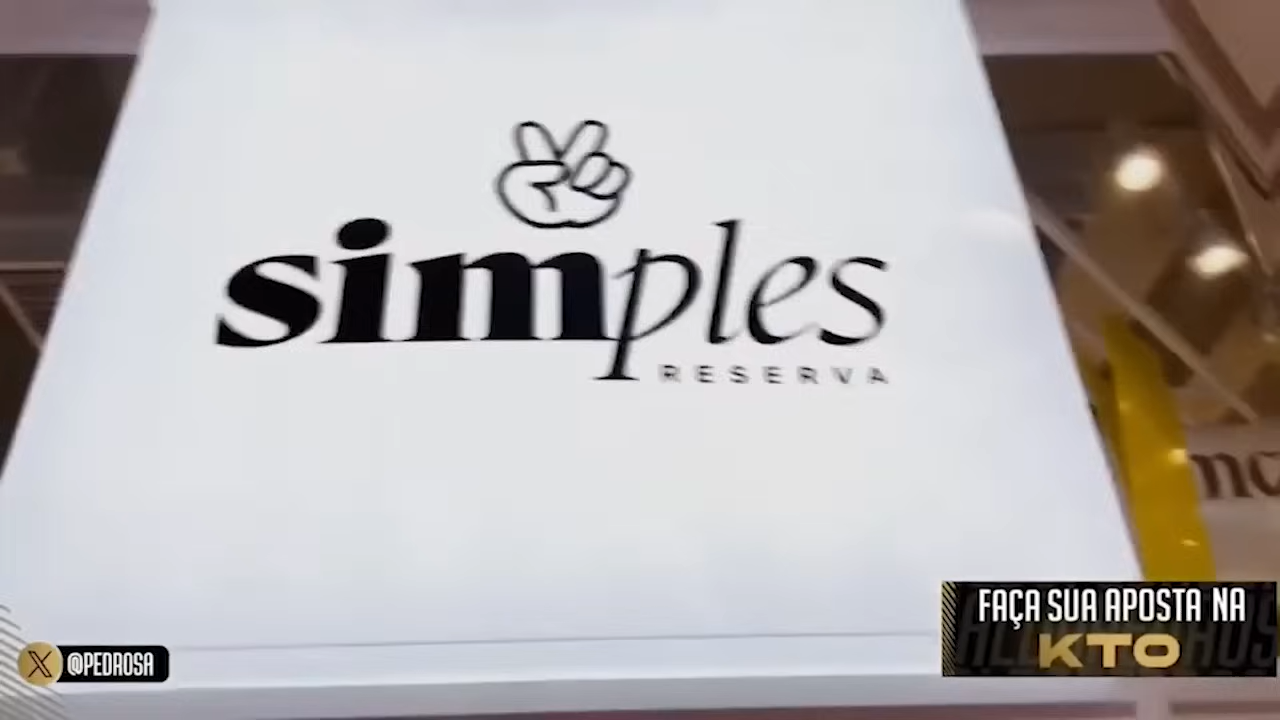 simples
RESERVA
FAÇA SUA APOSTA NA
KTO
@PEDROSA